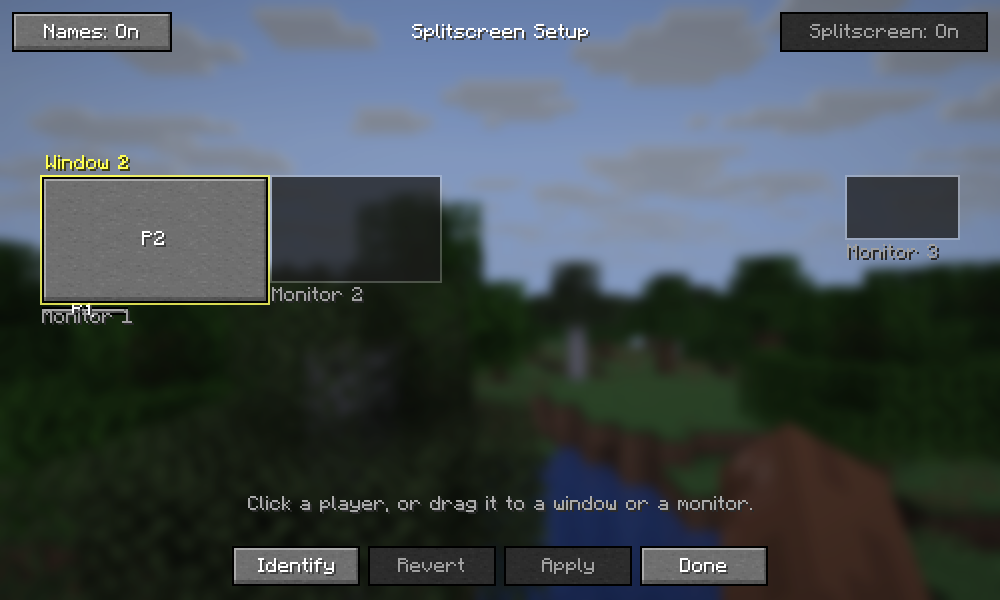 Names: On
Splitscreen Setup
Splitscreen: On
Window 2
P2
Monitor 3
Monitor 2
P1
Monitor 1
Click a player, or drag it to a window or a monitor.
Identify
Revert
Apply
Done